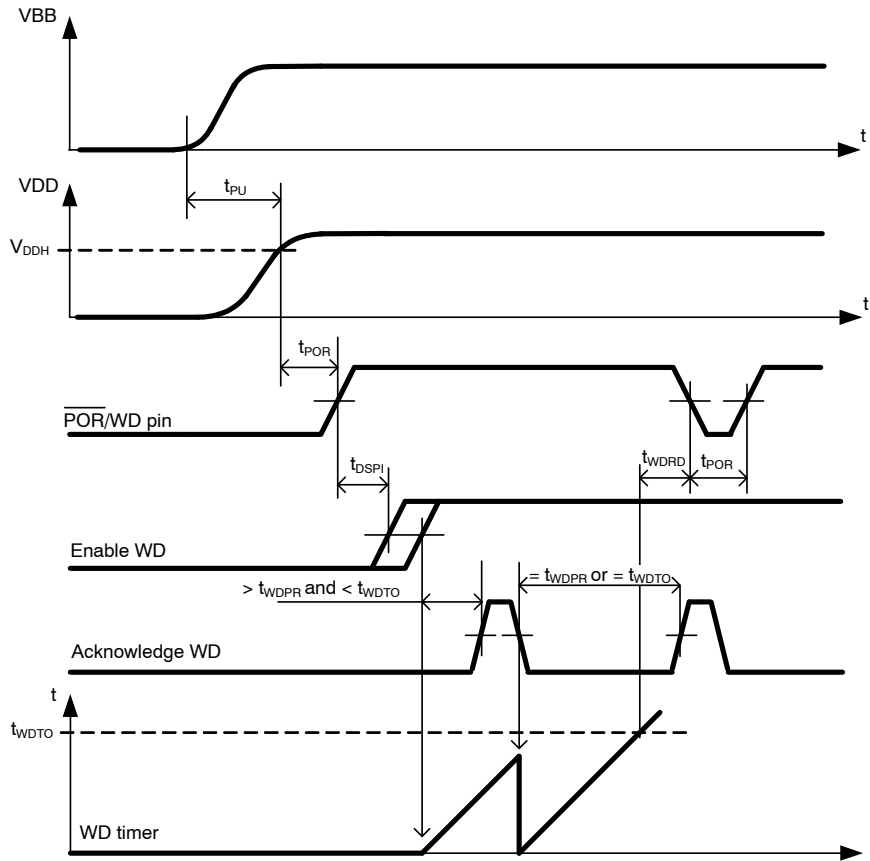 VBB
t
tPU
VDD
VDDH
t
tPOR
POR/WD pin
tDSPI
tWDRD
tPOR
Enable WD
> tWDPR and < tWDTO
= tWDPR or = tWDTO
Acknowledge WD
t
tWDTO
WD timer